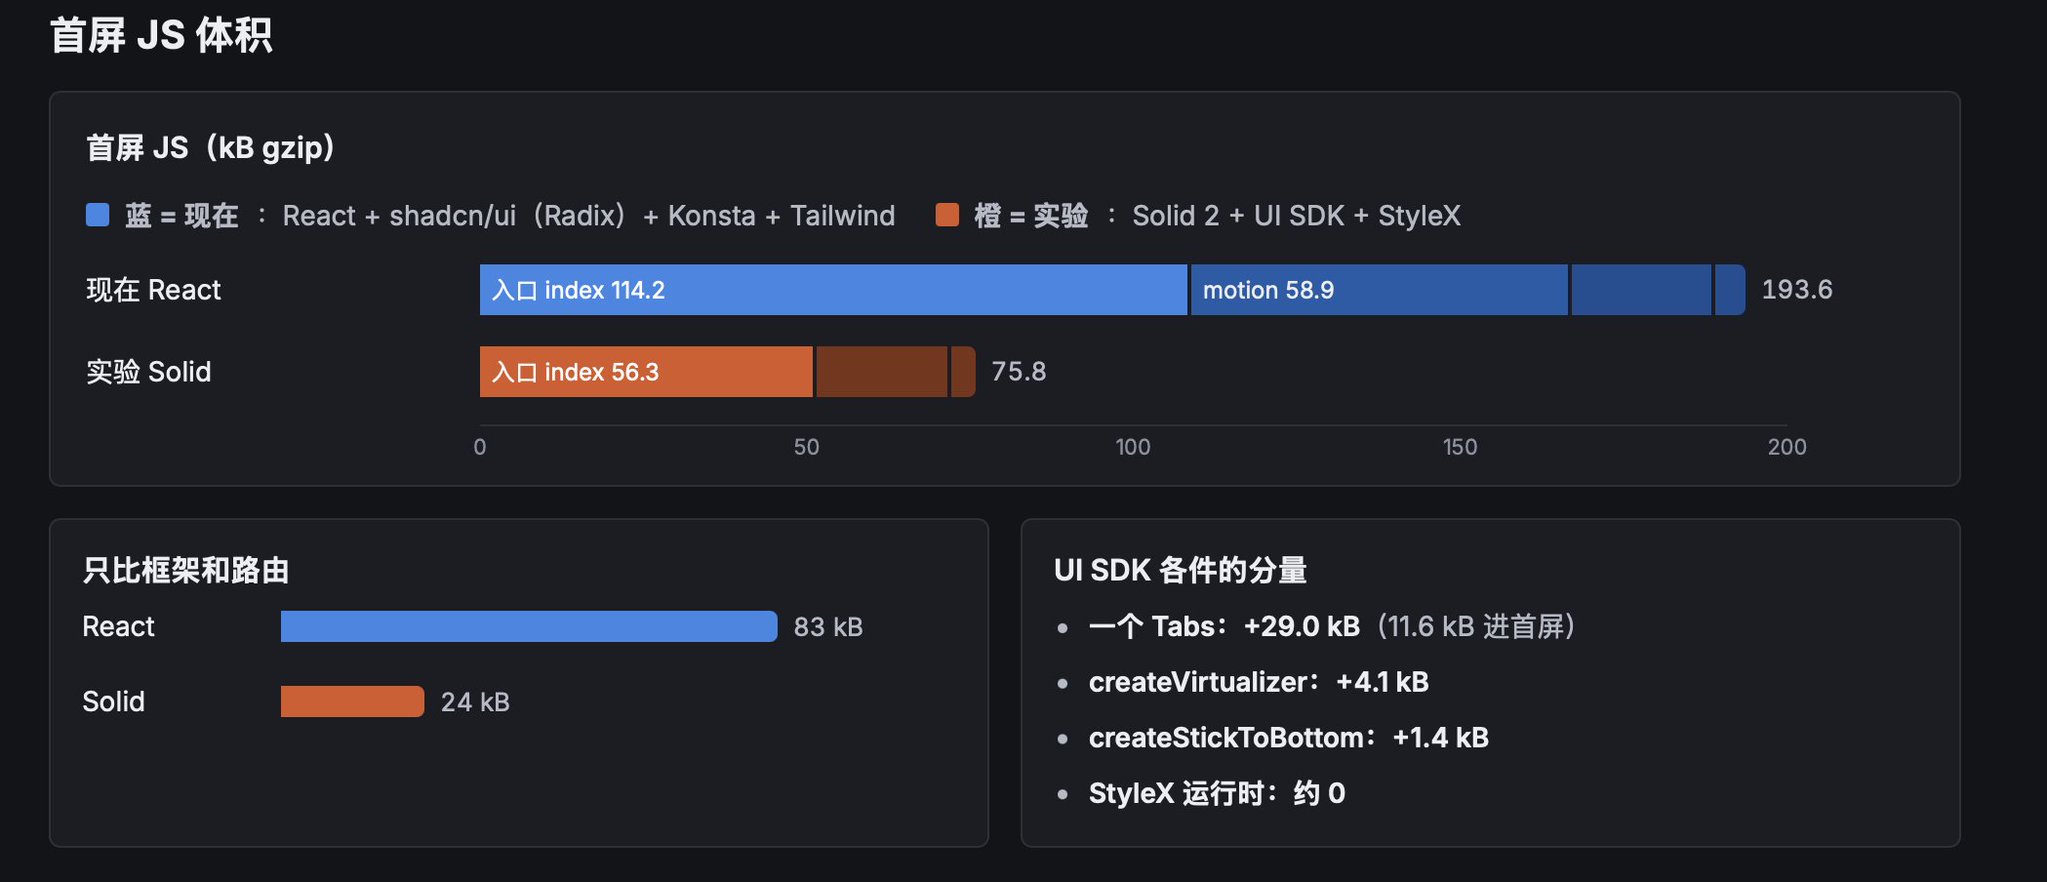 首屏 JS 体积
首屏 JS（kB gzip）
蓝 = 现在 ： React + shadcn/ui（Radix）+ Konsta + Tailwind 橙 = 实验 ： Solid 2 + UI SDK + StyleX
现在 React 入口 index 114.2 motion 58.9 193.6
实验 Solid 入口 index 56.3 75.8
0 50 100 150 200
只比框架和路由
React 83 kB
Solid 24 kB
UI SDK 各件的分量
• 一个 Tabs：+29.0 kB（11.6 kB 进首屏）
• createVirtualizer：+4.1 kB
• createStickToBottom：+1.4 kB
• StyleX 运行时：约 0